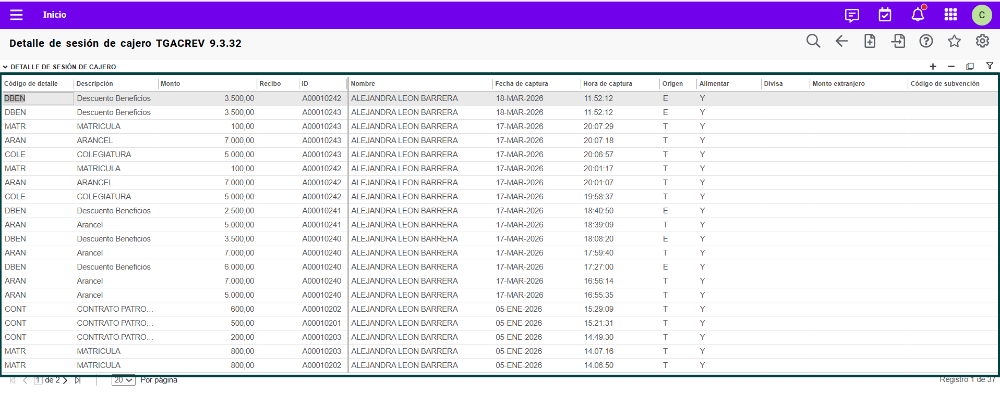 Inicio
C
Detalle de sesión de cajero TGACREV 9.3.32
DETALLE DE SESIÓN DE CAJERO
Código de detalle Descripción Monto Recibo ID Nombre Fecha de captura Hora de captura Origen Alimentar Divisa Monto extranjero Código de subvención
DBEN Descuento Beneficios 3.500,00 A00010242 ALEJANDRA LEON BARRERA 18-MAR-2026 11:52:12 E Y
DBEN Descuento Beneficios 3.500,00 A00010243 ALEJANDRA LEON BARRERA 18-MAR-2026 11:52:12 E Y
MATR MATRICULA 100,00 A00010243 ALEJANDRA LEON BARRERA 17-MAR-2026 20:07:29 T Y
ARAN ARANCEL 7.000,00 A00010243 ALEJANDRA LEON BARRERA 17-MAR-2026 20:07:18 T Y
COLE COLEGIATURA 5.000,00 A00010243 ALEJANDRA LEON BARRERA 17-MAR-2026 20:06:57 T Y
MATR MATRICULA 100,00 A00010242 ALEJANDRA LEON BARRERA 17-MAR-2026 20:01:17 T Y
ARAN ARANCEL 7.000,00 A00010242 ALEJANDRA LEON BARRERA 17-MAR-2026 20:01:07 T Y
COLE COLEGIATURA 5.000,00 A00010242 ALEJANDRA LEON BARRERA 17-MAR-2026 19:58:37 T Y
DBEN Descuento Beneficios 2.500,00 A00010241 ALEJANDRA LEON BARRERA 17-MAR-2026 18:40:50 E Y
ARAN Arancel 5.000,00 A00010241 ALEJANDRA LEON BARRERA 17-MAR-2026 18:39:09 T Y
DBEN Descuento Beneficios 3.500,00 A00010240 ALEJANDRA LEON BARRERA 17-MAR-2026 18:08:20 E Y
ARAN Arancel 7.000,00 A00010240 ALEJANDRA LEON BARRERA 17-MAR-2026 17:59:40 T Y
DBEN Descuento Beneficios 6.000,00 A00010240 ALEJANDRA LEON BARRERA 17-MAR-2026 17:27:00 E Y
ARAN Arancel 7.000,00 A00010240 ALEJANDRA LEON BARRERA 17-MAR-2026 16:56:14 T Y
ARAN Arancel 5.000,00 A00010240 ALEJANDRA LEON BARRERA 17-MAR-2026 16:55:35 T Y
CONT CONTRATO PATRO... 600,00 A00010202 ALEJANDRA LEON BARRERA 05-ENE-2026 15:29:09 T Y
CONT CONTRATO PATRO... 500,00 A00010201 ALEJANDRA LEON BARRERA 05-ENE-2026 15:21:31 T Y
CONT CONTRATO PATRO... 200,00 A00010203 ALEJANDRA LEON BARRERA 05-ENE-2026 14:49:30 T Y
MATR MATRICULA 800,00 A00010203 ALEJANDRA LEON BARRERA 05-ENE-2026 14:07:16 T Y
MATR MATRICULA 800,00 A00010202 ALEJANDRA LEON BARRERA 05-ENE-2026 14:06:50 T Y
1 de 2 20 Por página Registro 1 de 37